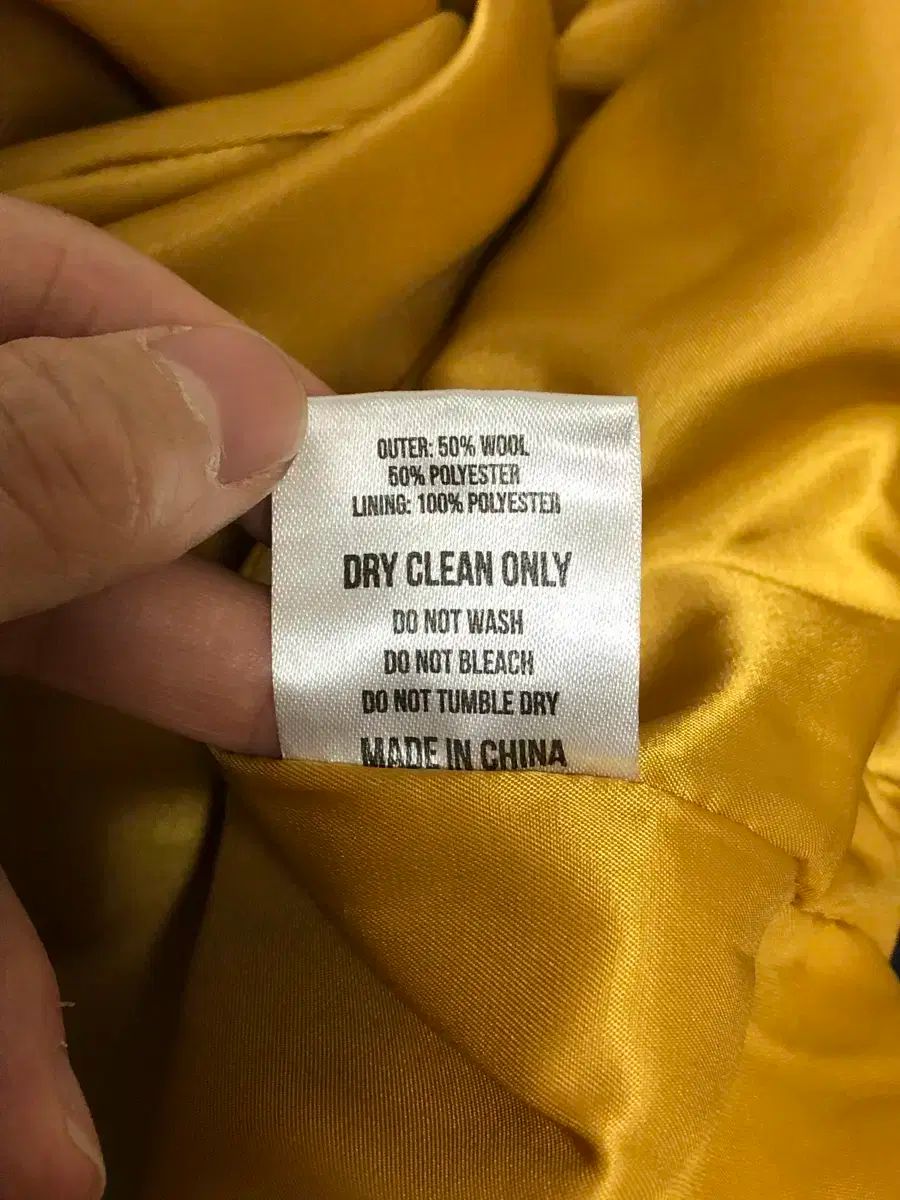 OUTER: 50% WOOL
50% POLYESTER
LINING: 100% POLYESTER
DRY CLEAN ONLY
DO NOT WASH
DO NOT BLEACH
DO NOT TUMBLE DRY
MADE IN CHINA